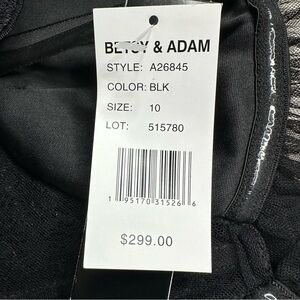 BETSY & ADAM
STYLE: A26845
COLOR: BLK
SIZE: 10
LOT: 515780
1 95170 31526 6
$299.00